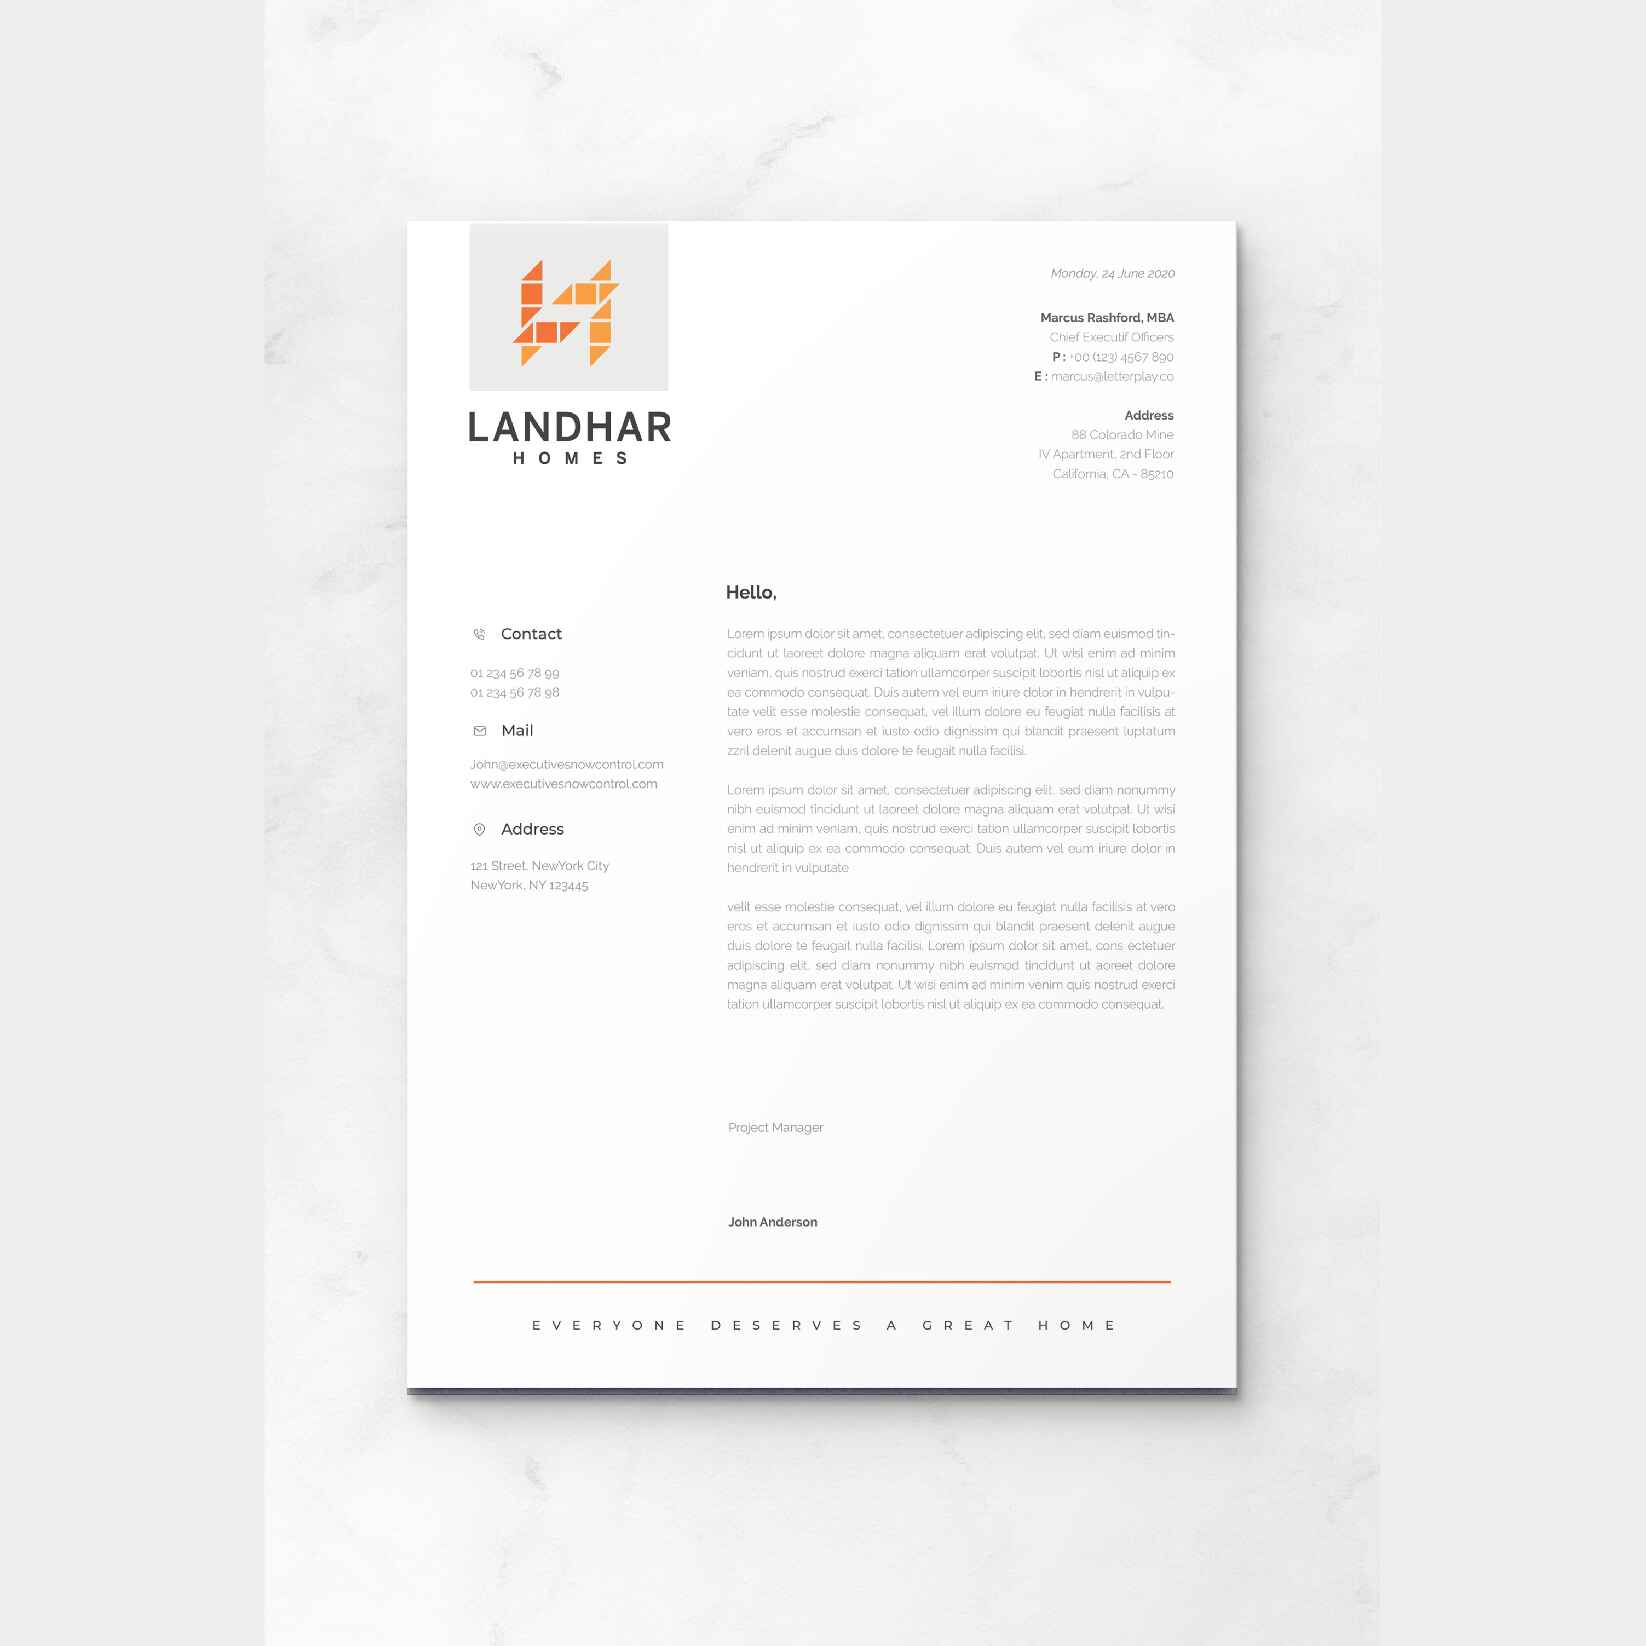 LANDHAR
HOMES
Monday, 24 June 2020
Marcus Rashford, MBA
Chief Executif Officers
P : +00 (123) 4567 890
E : marcus@letterplay.co
Address
88 Colorado Mine
IV Apartment, 2nd Floor
California, CA - 85210
Contact
01 234 56 78 99
01 234 56 78 98
Mail
John@executivesnowcontrol.com
www.executivesnowcontrol.com
Address
121 Street, NewYork City
NewYork, NY 123445
Hello,
Lorem ipsum dolor sit amet, consectetuer adipiscing elit, sed diam euismod tin-
cidunt ut laoreet dolore magna aliquam erat volutpat. Ut wisl enim ad minim
veniam, quis nostrud exerci tation ullamcorper suscipit lobortis nisl ut aliquip ex
ea commodo consequat. Duis autem vel eum iriure dolor in hendrerit in vulpu-
tate velit esse molestie consequat, vel illum dolore eu feugiat nulla facilisis at
vero eros et accumsan et iusto odio dignissim qui blandit praesent luptatum
zzril delenit augue duis dolore te feugait nulla facilisi.
Lorem ipsum dolor sit amet, consectetuer adipiscing elit, sed diam nonummy
nibh euismod tincidunt ut laoreet dolore magna aliquam erat volutpat. Ut wisi
enim ad minim veniam, quis nostrud exerci tation ullamcorper suscipit lobortis
nisl ut aliquip ex ea commodo consequat. Duis autem vel eum iriure dolor in
hendrerit in vulputate
velit esse molestie consequat, vel illum dolore eu feugiat nulla facilisis at vero
eros et accumsan et iusto odio dignissim qui blandit praesent delenit augue
duis dolore te feugait nulla facilisi. Lorem ipsum dolor sit amet, cons ectetuer
adipiscing elit, sed diam nonummy nibh euismod tincidunt ut aoreet dolore
magna aliquam erat volutpat. Ut wisi enim ad minim venim quis nostrud exerci
tation ullamcorper suscipit lobortis nisl ut aliquip ex ea commodo consequat.
Project Manager
John Anderson
EVERYONE DESERVES A GREAT HOME